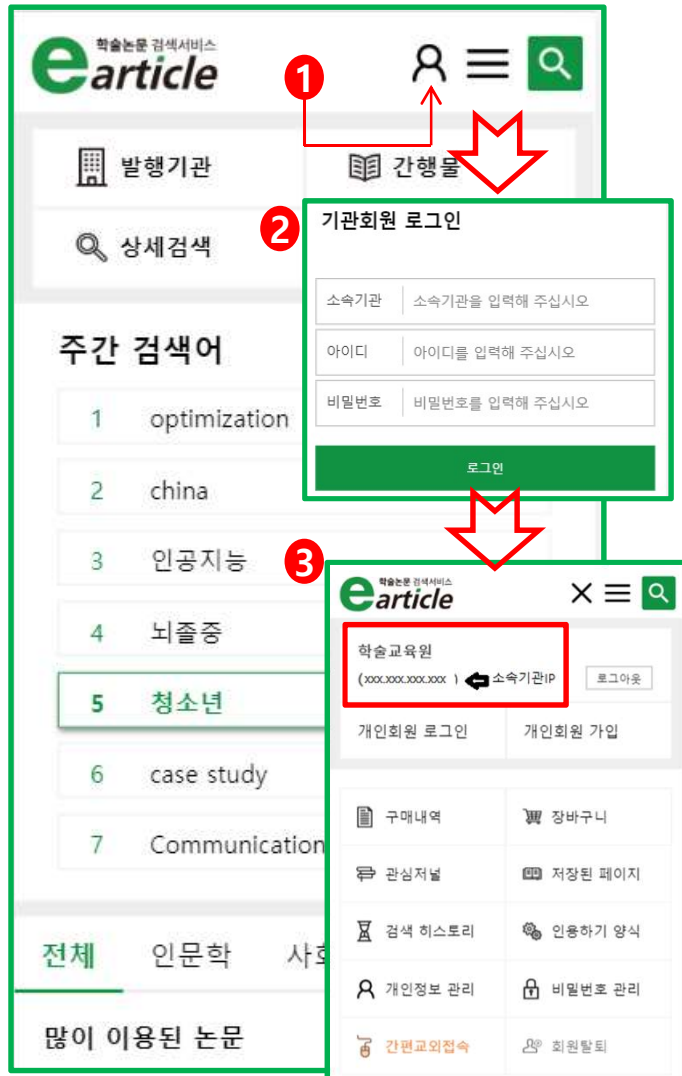 학술논문 검색서비스
earticle
1
발행기관
간행물
상세검색
2
기관회원 로그인
소속기관 소속기관을 입력해 주십시오
아이디 아이디를 입력해 주십시오
비밀번호 비밀번호를 입력해 주십시오
로그인
주간 검색어
1 optimization
2 china
3 인공지능
4 뇌졸중
5 청소년
6 case study
7 Communication
전체 인문학 사회
많이 이용된 논문
3
학술논문 검색서비스
earticle
학술교육원
(xxx.xxx.xxx.xxx ) 소속기관IP 로그아웃
개인회원 로그인 개인회원 가입
구매내역 장바구니
관심저널 저장된 페이지
검색 히스토리 인용하기 양식
개인정보 관리 비밀번호 관리
간편교외접속 회원탈퇴